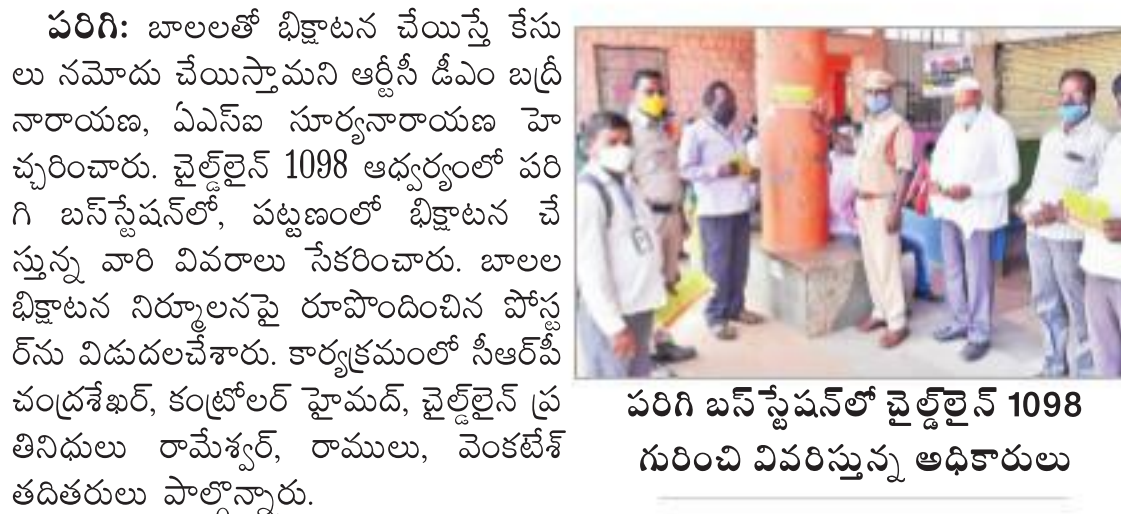 పరిగి: బాలలతో భిక్షాటన చేయిస్తే కేసు
లు నమోదు చేయిస్తామని ఆర్టీసీ డీఎం బద్రీ
నారాయణ, ఏఎస్ఐ సూర్యనారాయణ హె
చ్చరించారు. చైల్డ్‌లైన్ 1098 ఆధ్వర్యంలో పరి
గి బస్‌స్టేషన్‌లో, పట్టణంలో భిక్షాటన చే
స్తున్న వారి వివరాలు సేకరించారు. బాలల
భిక్షాటన నిర్మూలనపై రూపొందించిన పోస్ట
ర్‌ను విడుదలచేశారు. కార్యక్రమంలో సీఆర్‌పీ
చంద్రశేఖర్, కంట్రోలర్ హైమద్, చైల్డ్‌లైన్ ప్ర
తినిధులు రామేశ్వర్, రాములు, వెంకటేశ్
తదితరులు పాల్గొన్నారు.
పరిగి బస్‌స్టేషన్‌లో చైల్డ్‌లైన్ 1098
గురించి వివరిస్తున్న అధికారులు